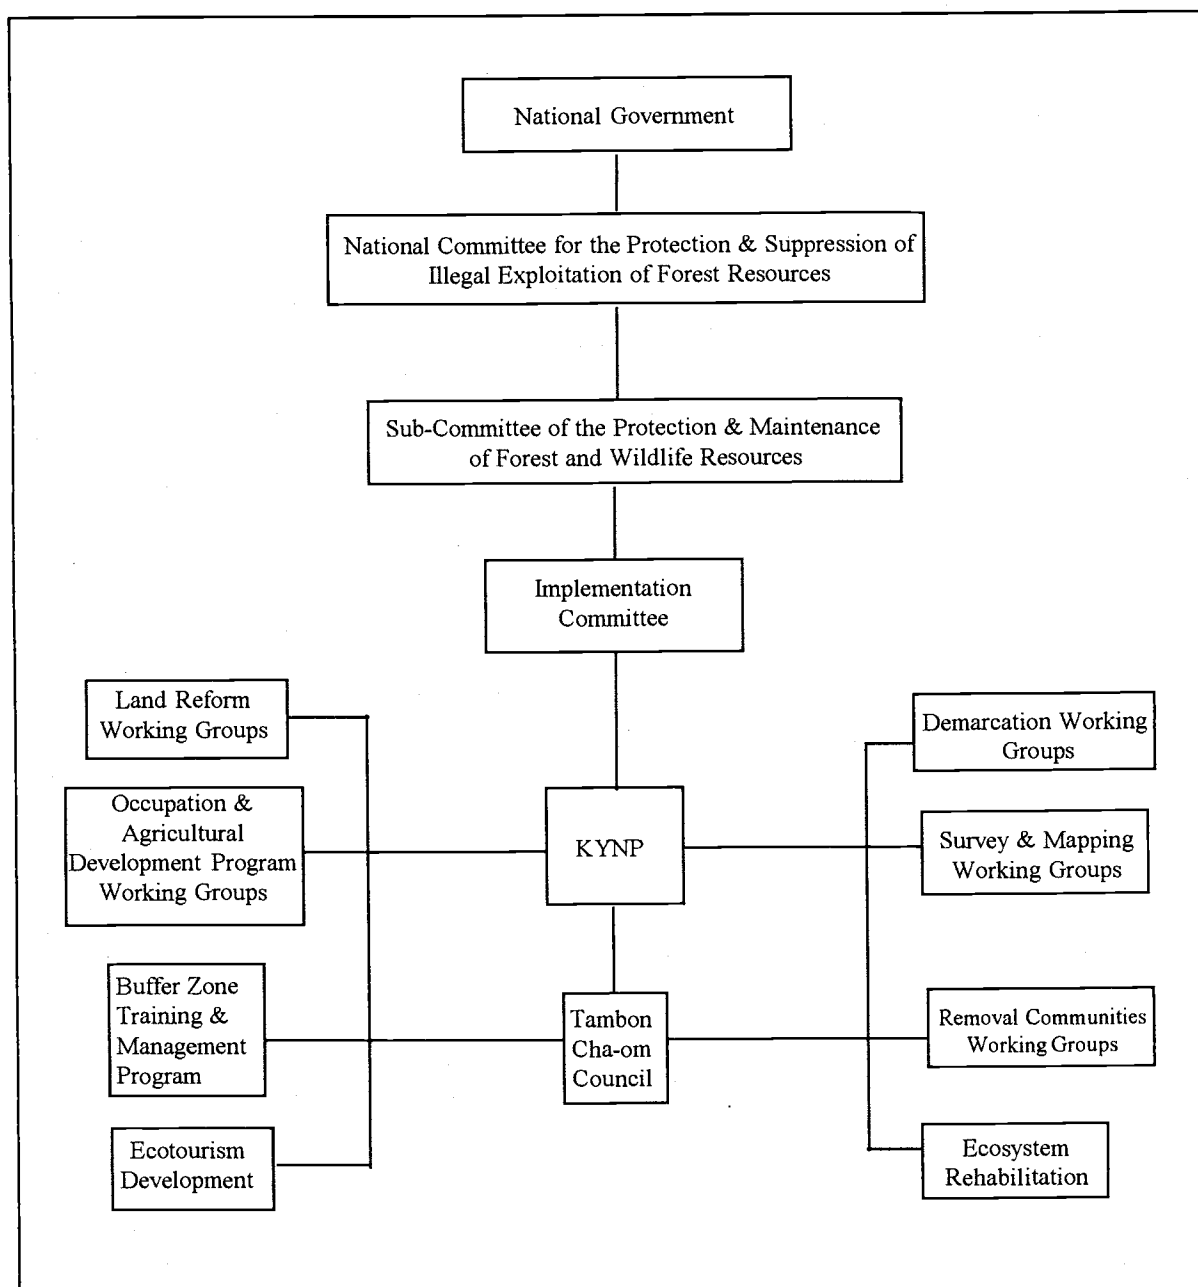 National Government
National Committee for the Protection & Suppression of
Illegal Exploitation of Forest Resources
Sub-Committee of the Protection & Maintenance
of Forest and Wildlife Resources
Implementation
Committee
Land Reform
Working Groups
Occupation &
Agricultural
Development Program
Working Groups
Buffer Zone
Training &
Management
Program
Ecotourism
Development
KYNP
Tambon
Cha-om
Council
Demarcation Working
Groups
Survey & Mapping
Working Groups
Removal Communities
Working Groups
Ecosystem
Rehabilitation